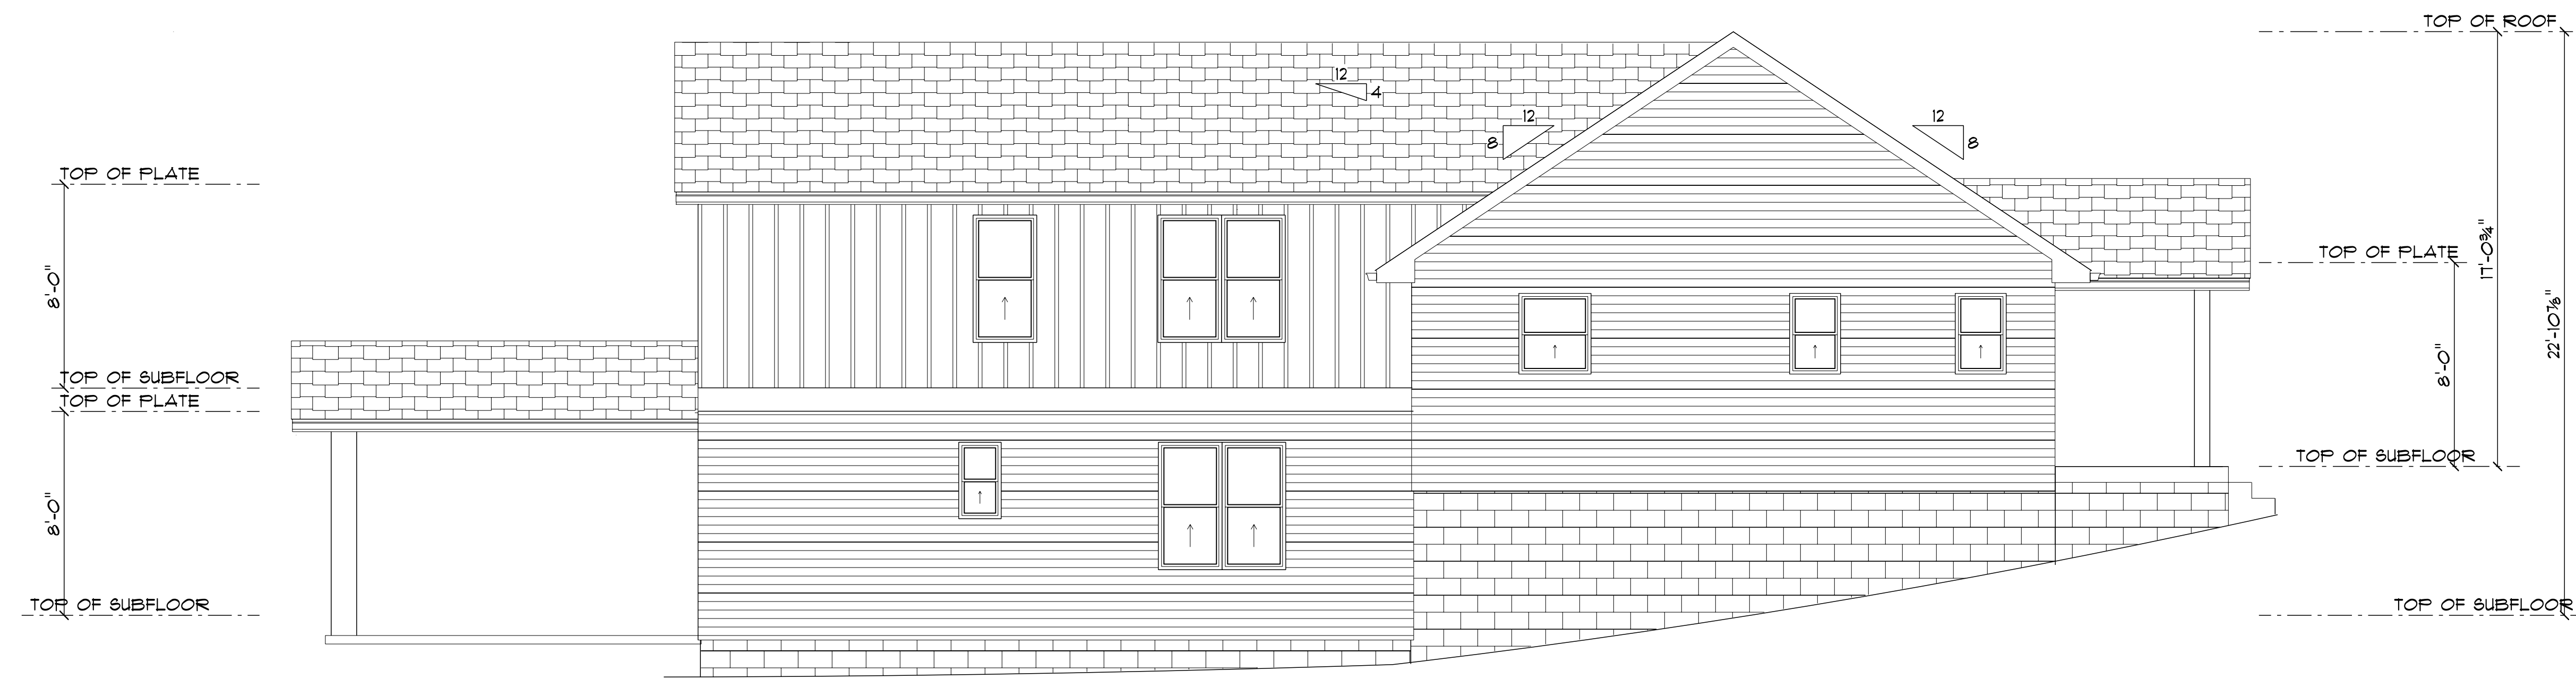 TOP OF ROOF
12
4
12
8
12
8
TOP OF PLATE
8'-0"
TOP OF SUBFLOOR
TOP OF PLATE
8'-0"
TOP OF SUBFLOOR
TOP OF PLATE
17'-0¾"
8'-0"
22'-10⅞"
TOP OF SUBFLOOR
TOP OF SUBFLOOR